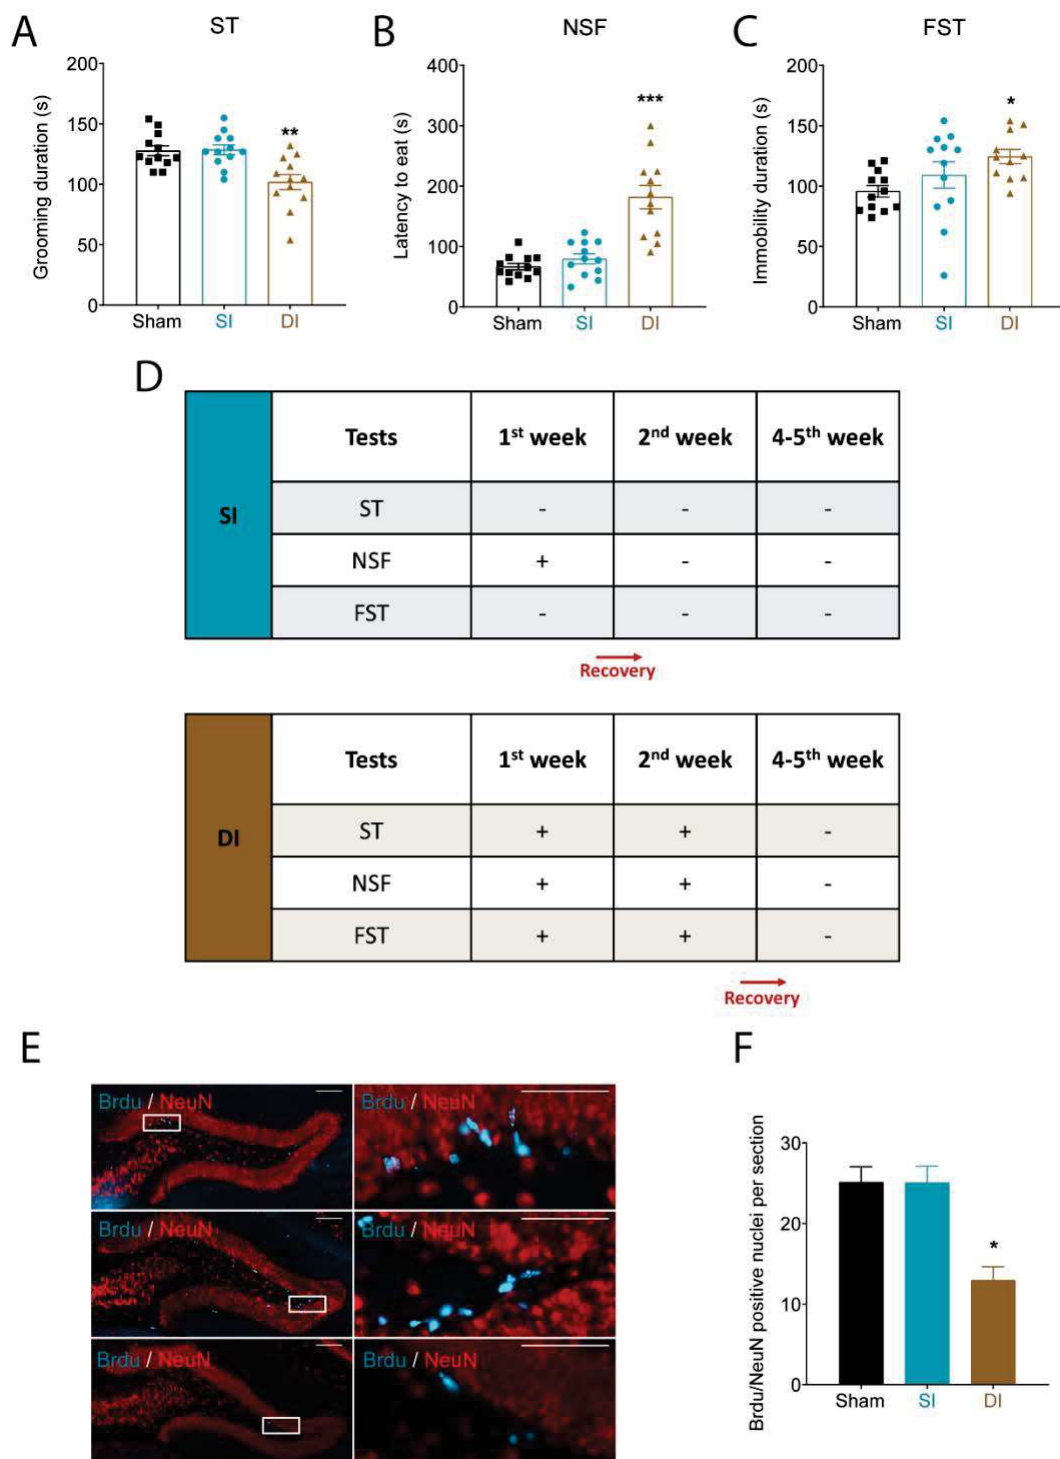 A
ST
Grooming duration (s)
200
150
100
50
0
**
Sham SI DI
B
NSF
Latency to eat (s)
400
300
200
100
0
***
Sham SI DI
C
FST
Immobility duration (s)
200
150
100
50
0
*
Sham SI DI
D
SI
Tests 1st week 2nd week 4-5th week
ST - - -
NSF + - -
FST - - -
Recovery
DI
Tests 1st week 2nd week 4-5th week
ST + + -
NSF + + -
FST + + -
Recovery
E
Brdu / NeuN Brdu / NeuN
Brdu / NeuN Brdu / NeuN
Brdu / NeuN Brdu / NeuN
F
Brdu/NeuN positive nuclei per section
30
20
10
0
*
Sham SI DI